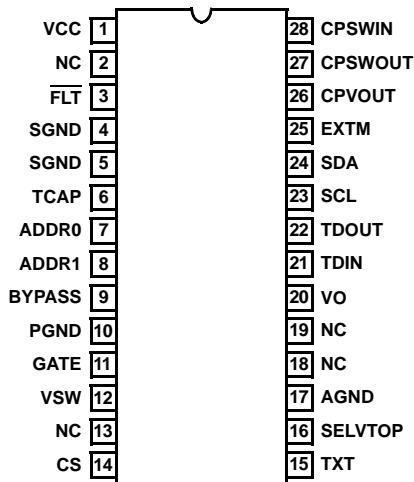 VCC 1 28 CPSWIN
NC 2 27 CPSWOUT
FLT 3 26 CPVOUT
SGND 4 25 EXTM
SGND 5 24 SDA
TCAP 6 23 SCL
ADDR0 7 22 TDOUT
ADDR1 8 21 TDIN
BYPASS 9 20 VO
PGND 10 19 NC
GATE 11 18 NC
VSW 12 17 AGND
NC 13 16 SELVTOP
CS 14 15 TXT